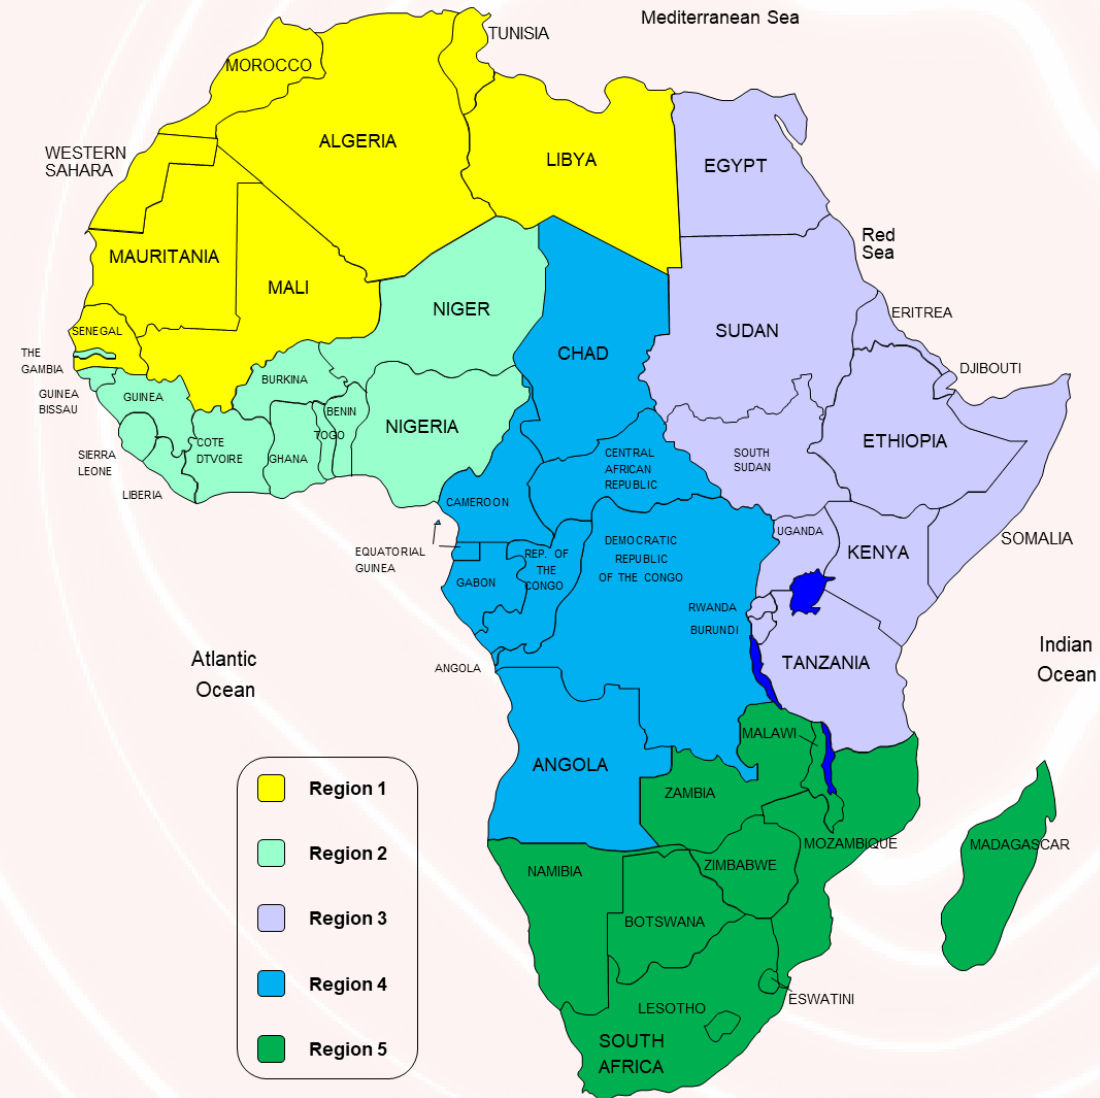 Mediterranean Sea
TUNISIA
MOROCCO
ALGERIA
LIBYA
EGYPT
WESTERN
SAHARA
Red
Sea
MAURITANIA
MALI
NIGER
CHAD
SUDAN
ERITREA
SENEGAL
THE
GAMBIA
DJIBOUTI
BURKINA
GUINEA
GUINEA
BISSAU
BENIN
TOGO
NIGERIA
ETHIOPIA
COTE
DTVOIRE
GHANA
SIERRA
LEONE
LIBERIA
CENTRAL
AFRICAN
REPUBLIC
SOUTH
SUDAN
CAMEROON
UGANDA
KENYA
SOMALIA
EQUATORIAL
GUINEA
REP. OF
THE
CONGO
DEMOCRATIC
REPUBLIC
OF THE CONGO
GABON
RWANDA
BURUNDI
Atlantic
Ocean
ANGOLA
TANZANIA
Indian
Ocean
MALAWI
ANGOLA
ZAMBIA
MOZAMBIQUE
MADAGASCAR
NAMIBIA
ZIMBABWE
BOTSWANA
ESWATINI
LESOTHO
SOUTH
AFRICA
Region 1
Region 2
Region 3
Region 4
Region 5